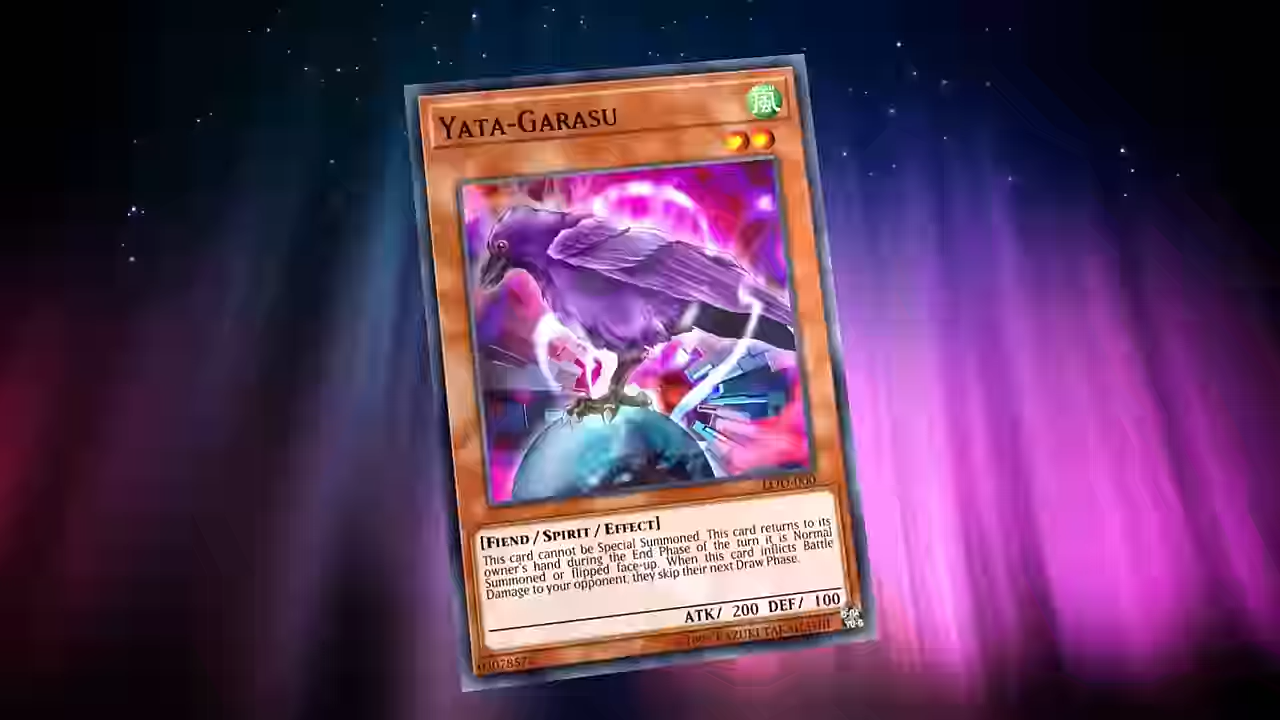 YATA-GARASU
風
[FIEND / SPIRIT / EFFECT]
This card cannot be Special Summoned. This card returns to its
owner's hand during the End Phase of the turn it is Normal
Summoned or flipped face-up. When this card inflicts Battle
Damage to your opponent, they skip their next Draw Phase.
ATK/ 200 DEF/ 100
KAZUKI TAKAHASHI